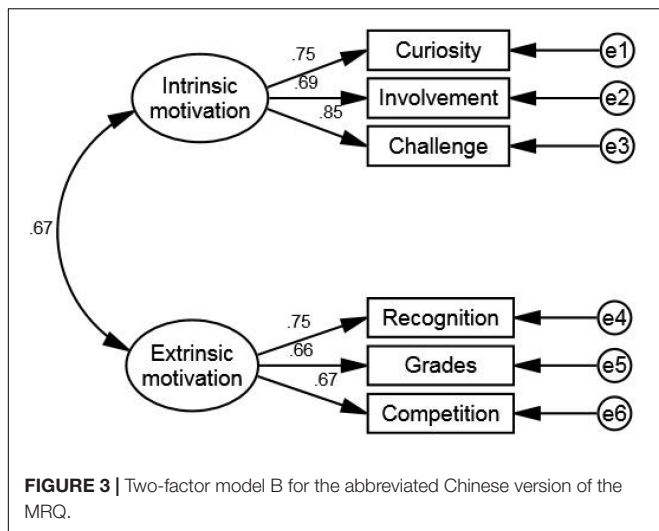 .75
Curiosity
e1
Intrinsic
motivation
.69
Involvement
e2
.85
Challenge
e3
.67
.75
Recognition
e4
Extrinsic
motivation
.66
Grades
e5
.67
Competition
e6
FIGURE 3 | Two-factor model B for the abbreviated Chinese version of the
MRQ.